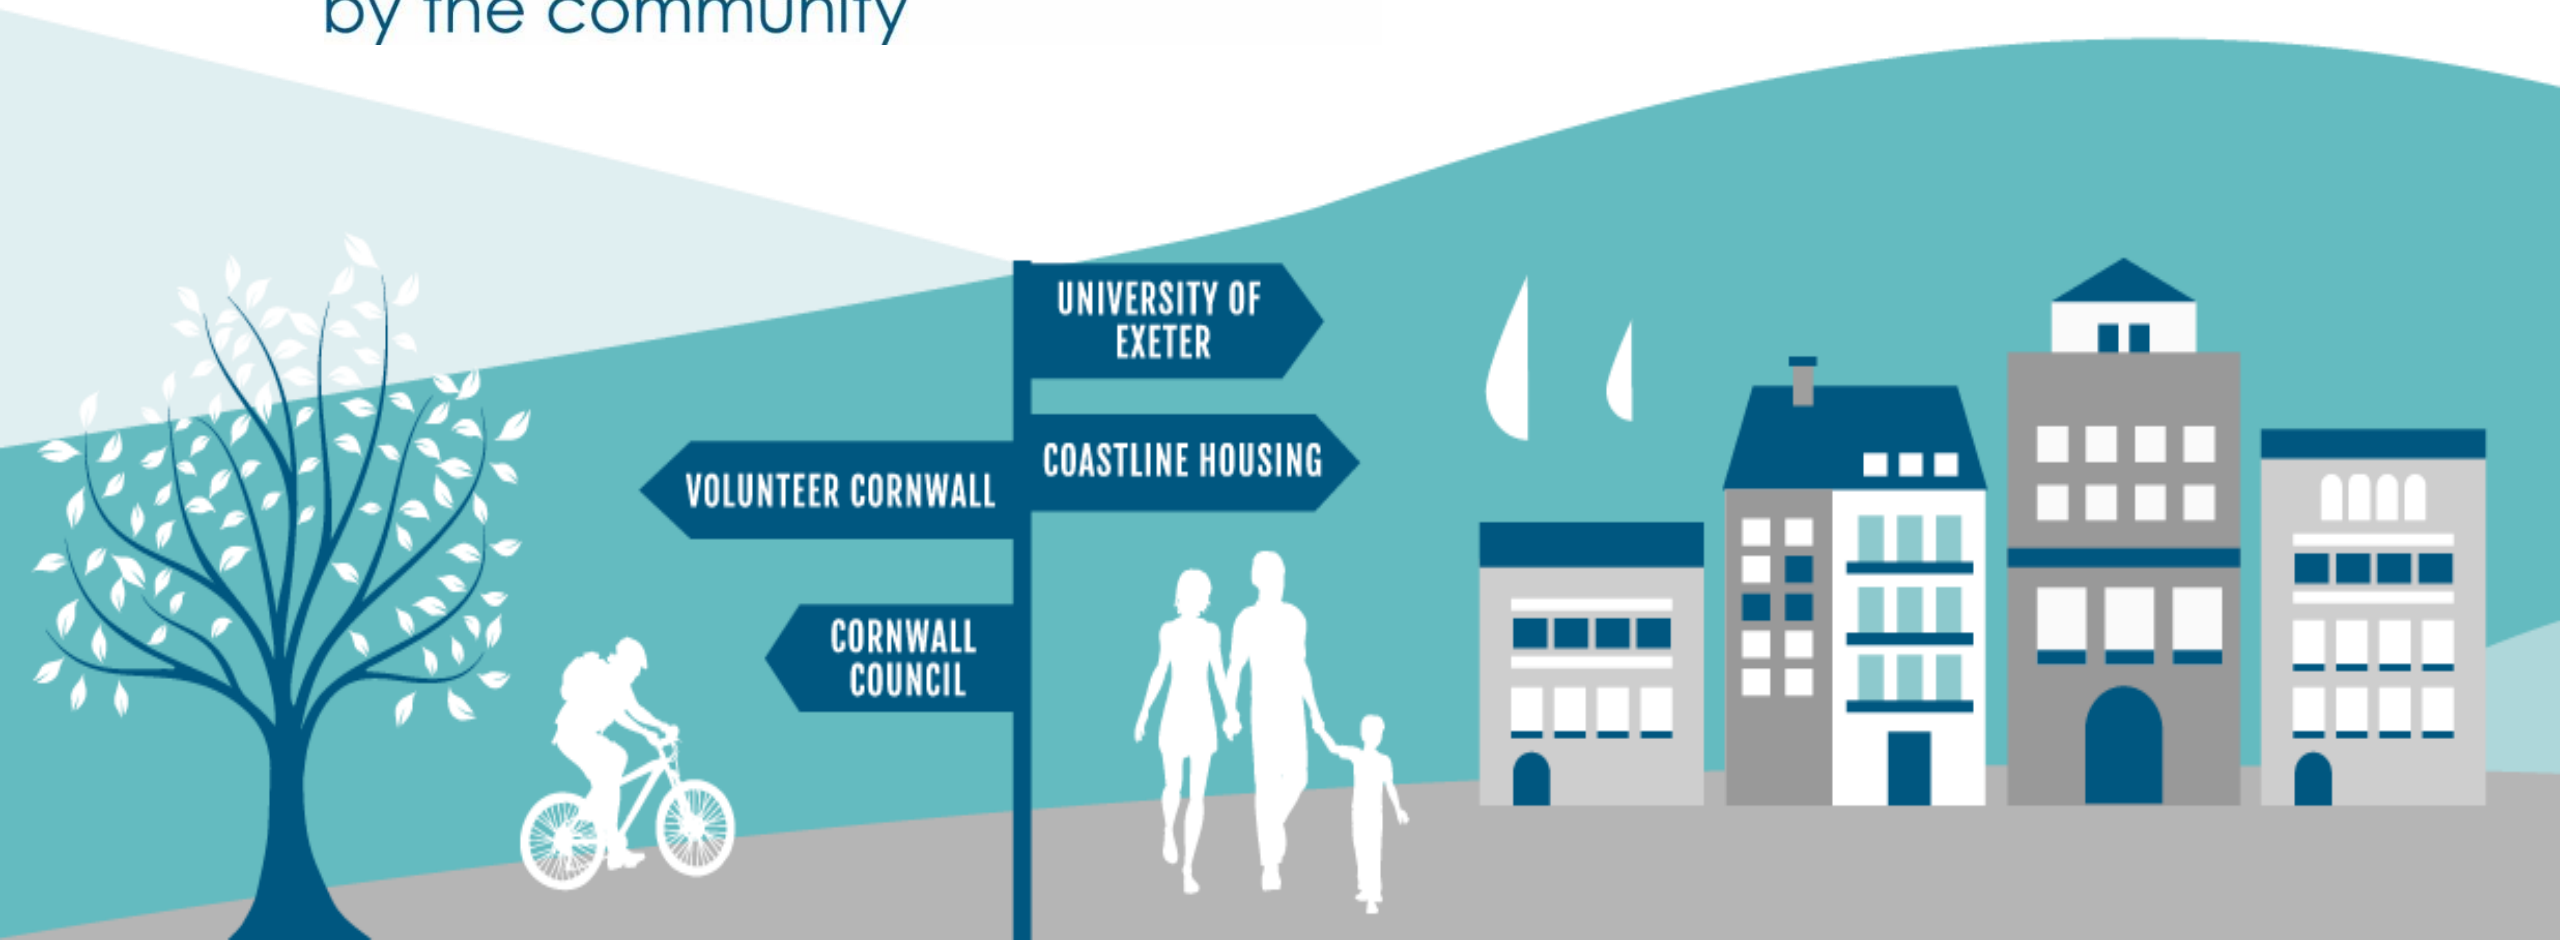 by the community
UNIVERSITY OF
EXETER
COASTLINE HOUSING
VOLUNTEER CORNWALL
CORNWALL
COUNCIL